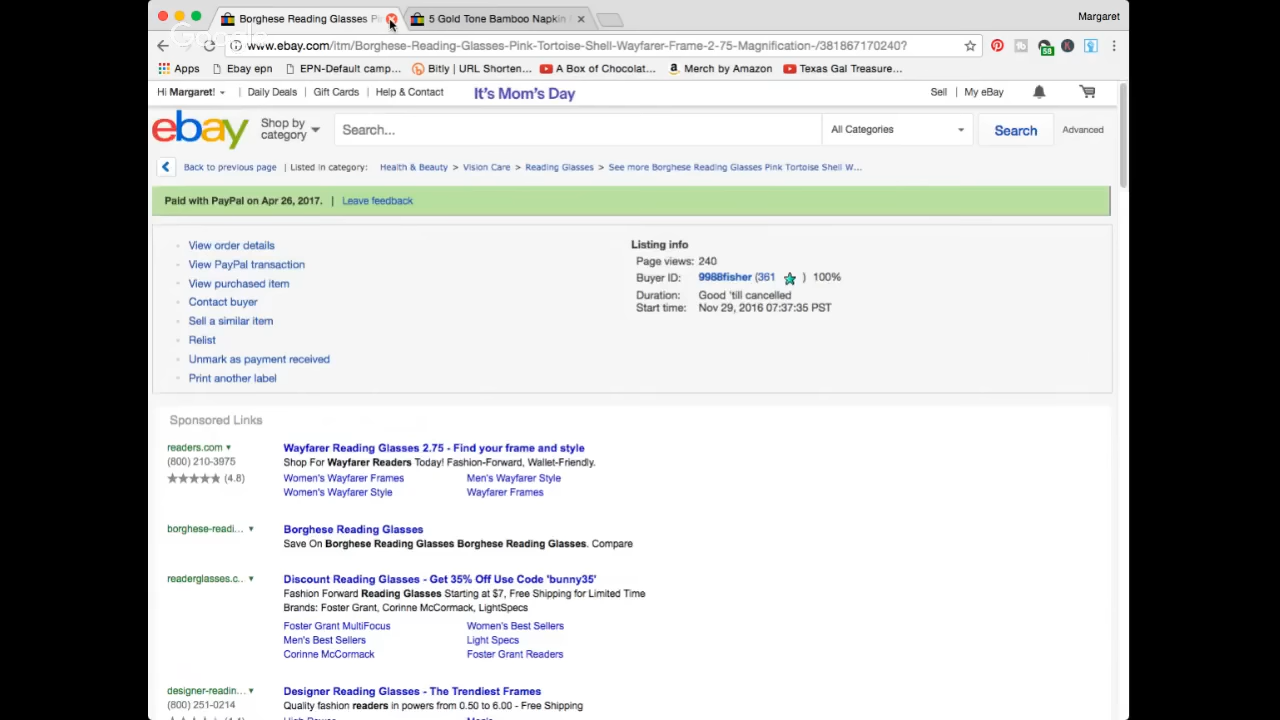 Borghese Reading Glasses Pi
5 Gold Tone Bamboo Napkin
Margaret
www.ebay.com/itm/Borghese-Reading-Glasses-Pink-Tortoise-Shell-Wayfarer-Frame-2-75-Magnification-/381867170240?
58
Apps
Ebay epn
EPN-Default camp...
Bitly | URL Shorten...
A Box of Chocolat...
Merch by Amazon
Texas Gal Treasure...
Hi Margaret!
Daily Deals
Gift Cards
Help & Contact
It's Mom's Day
Sell
My eBay
ebay
Shop by category
Search...
All Categories
Search
Advanced
Back to previous page | Listed in category: Health & Beauty > Vision Care > Reading Glasses > See more Borghese Reading Glasses Pink Tortoise Shell W...
Paid with PayPal on Apr 26, 2017. | Leave feedback
View order details
View PayPal transaction
View purchased item
Contact buyer
Sell a similar item
Relist
Unmark as payment received
Print another label
Listing info
Page views: 240
Buyer ID: 9988fisher (361 ) 100%
Duration: Good 'till cancelled
Start time: Nov 29, 2016 07:37:35 PST
Sponsored Links
readers.com
(800) 210-3975
(4.8)
Wayfarer Reading Glasses 2.75 - Find your frame and style
Shop For Wayfarer Readers Today! Fashion-Forward, Wallet-Friendly.
Women's Wayfarer Frames
Men's Wayfarer Style
Women's Wayfarer Style
Wayfarer Frames
borghese-readi...
Borghese Reading Glasses
Save On Borghese Reading Glasses Borghese Reading Glasses. Compare
readerglasses.c..
Discount Reading Glasses - Get 35% Off Use Code 'bunny35'
Fashion Forward Reading Glasses Starting at $7, Free Shipping for Limited Time
Brands: Foster Grant, Corinne McCormack, LightSpecs
Foster Grant MultiFocus
Women's Best Sellers
Men's Best Sellers
Light Specs
Corinne McCormack
Foster Grant Readers
designer-readin...
(800) 251-0214
Designer Reading Glasses - The Trendiest Frames
Quality fashion readers in powers from 0.50 to 6.00 - Free Shipping